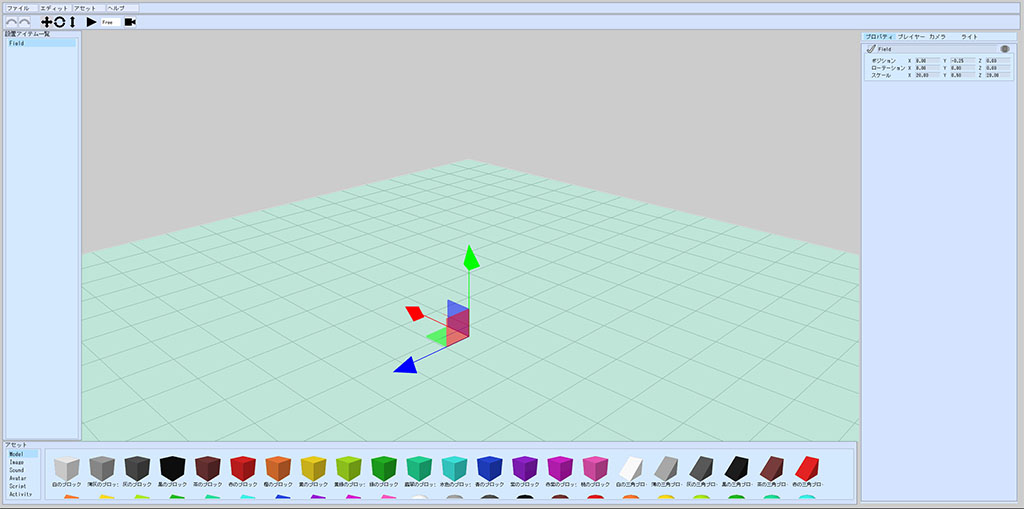 ファイル エディット アセット ヘルプ
Free
設置アイテム一覧
Field
プロパティ プレイヤー カメラ ライト
Field
ポジション X 0.00 Y -0.25 Z 0.00
ローテーション X 0.00 Y 0.00 Z 0.00
スケール X 20.00 Y 0.50 Z 20.00
アセット
Model
Image
Sound
Avatar
Script
Activity
白のブロック 薄灰のブロック 灰のブロック 黒のブロック 茶のブロック 赤のブロック 橙のブロック 黄のブロック 黄緑のブロック 緑のブロック 翡翠のブロック 水色のブロック 青のブロック 紫のブロック 赤紫のブロック 桃のブロック 白の三角ブロ 薄の三角ブロ 灰の三角ブロ 黒の三角ブロ 茶の三角ブロ 赤の三角ブロ